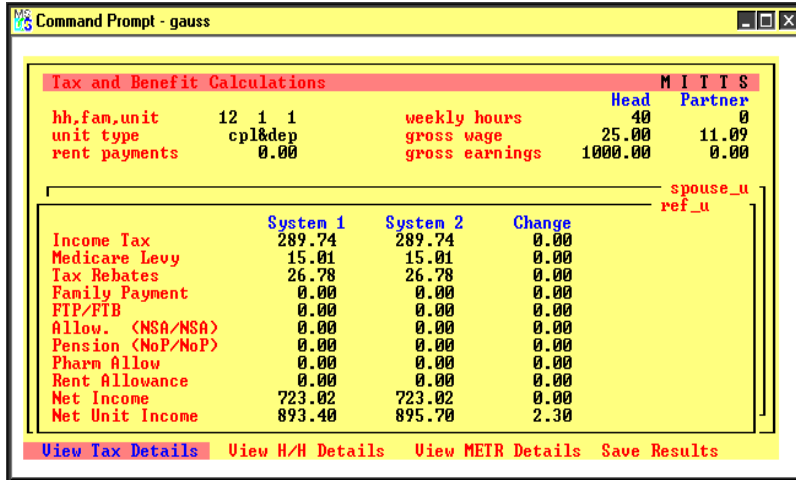 Command Prompt - gauss
Tax and Benefit Calculations M I T T S
Head Partner
hh,fam,unit 12 1 1 weekly hours 40 0
unit type cpl&dep gross wage 25.00 11.09
rent payments 0.00 gross earnings 1000.00 0.00
spouse_u
ref_u
System 1 System 2 Change
Income Tax 289.74 289.74 0.00
Medicare Levy 15.01 15.01 0.00
Tax Rebates 26.78 26.78 0.00
Family Payment 0.00 0.00 0.00
FTP/FTB 0.00 0.00 0.00
Allow. (NSA/NSA) 0.00 0.00 0.00
Pension (NoP/NoP) 0.00 0.00 0.00
Pharm Allow 0.00 0.00 0.00
Rent Allowance 0.00 0.00 0.00
Net Income 723.02 723.02 0.00
Net Unit Income 893.40 895.70 2.30
View Tax Details View H/H Details View METR Details Save Results